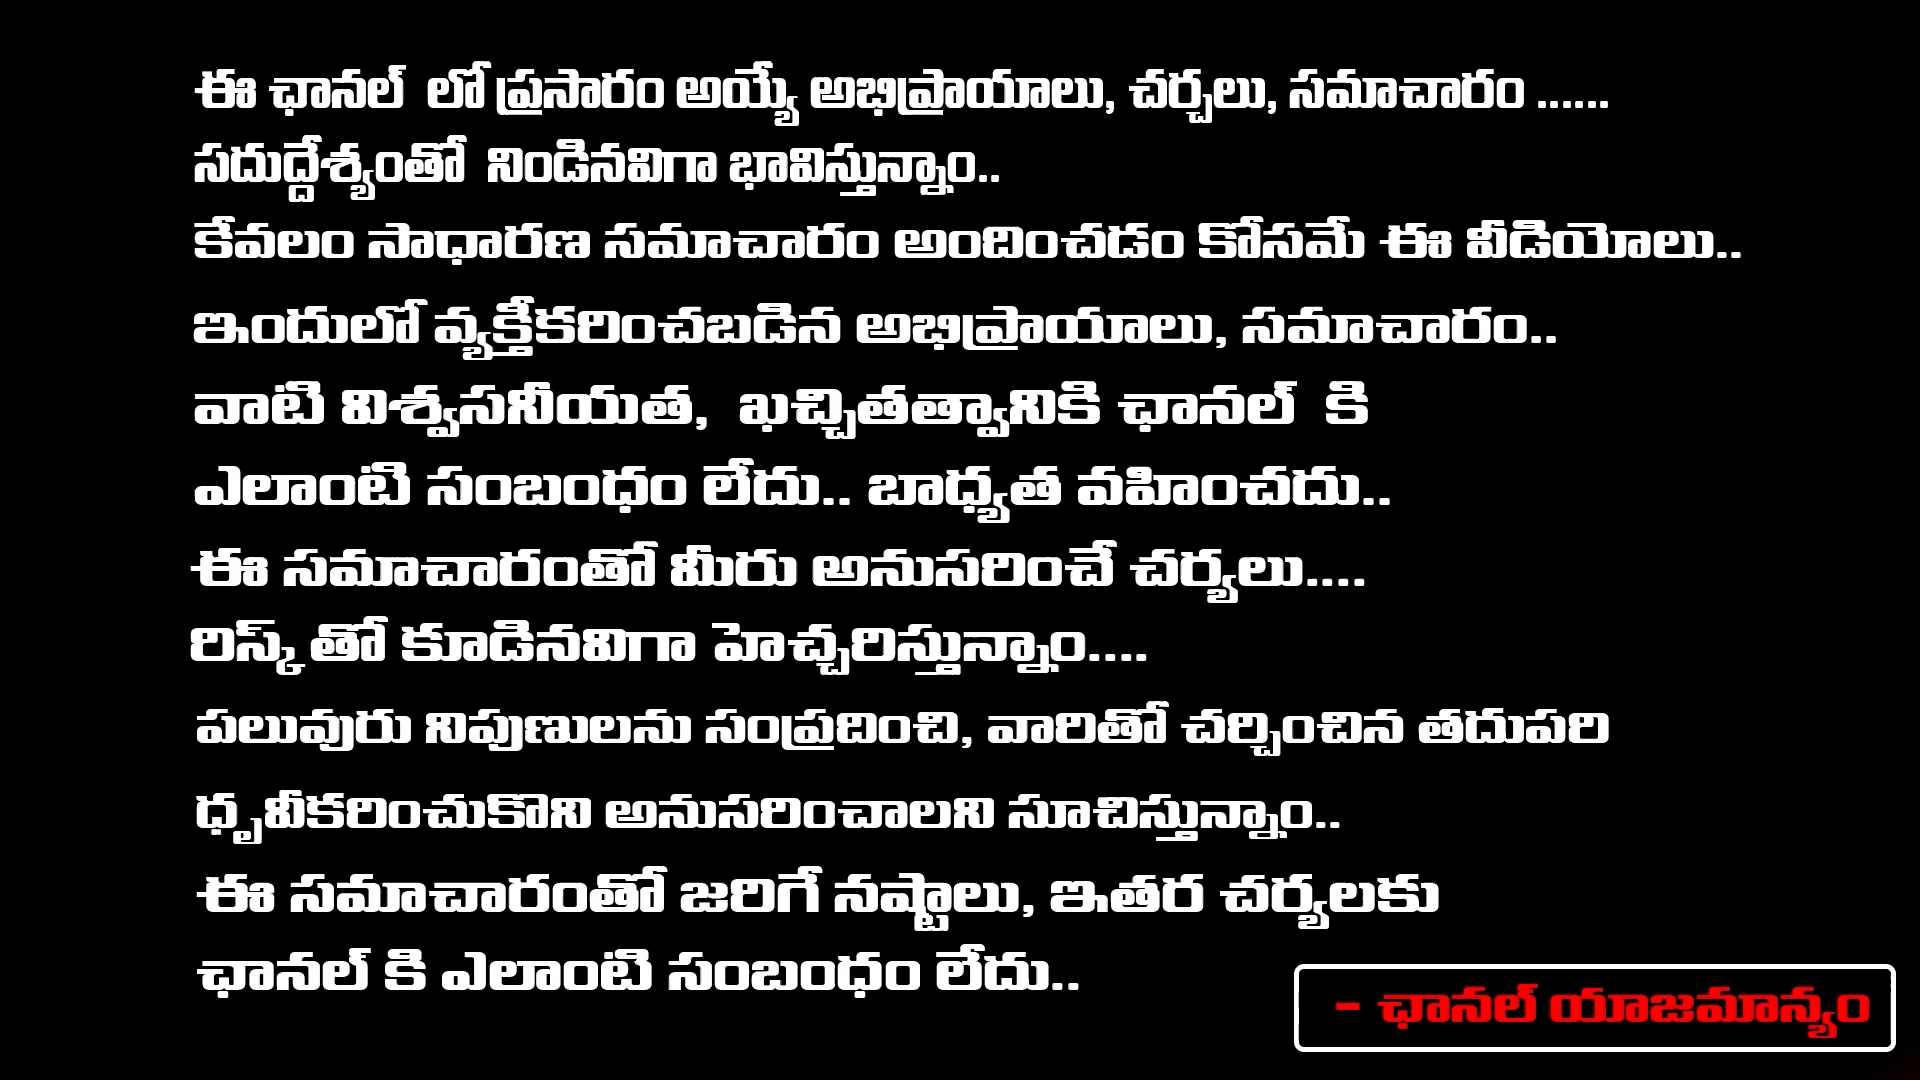 ఈ ఛానల్ లో ప్రసారం అయ్యే అభిప్రాయాలు, చర్చలు, సమాచారం ......
సదుద్దేశ్యంతో నిండినవిగా భావిస్తున్నాం..
కేవలం సాధారణ సమాచారం అందించడం కోసమే ఈ వీడియోలు..
ఇందులో వ్యక్తీకరించబడిన అభిప్రాయాలు, సమాచారం..
వాటి విశ్వసనీయత, ఖచ్చితత్వానికి ఛానల్ కి
ఎలాంటి సంబంధం లేదు.. బాధ్యత వహించదు..
ఈ సమాచారంతో మీరు అనుసరించే చర్యలు....
రిస్క్ తో కూడినవిగా హెచ్చరిస్తున్నాం....
పలువురు నిపుణులను సంప్రదించి, వారితో చర్చించిన తదుపరి
ధృవీకరించుకొని అనుసరించాలని సూచిస్తున్నాం..
ఈ సమాచారంతో జరిగే నష్టాలు, ఇతర చర్యలకు
ఛానల్ కి ఎలాంటి సంబంధం లేదు..
- ఛానల్ యాజమాన్యం